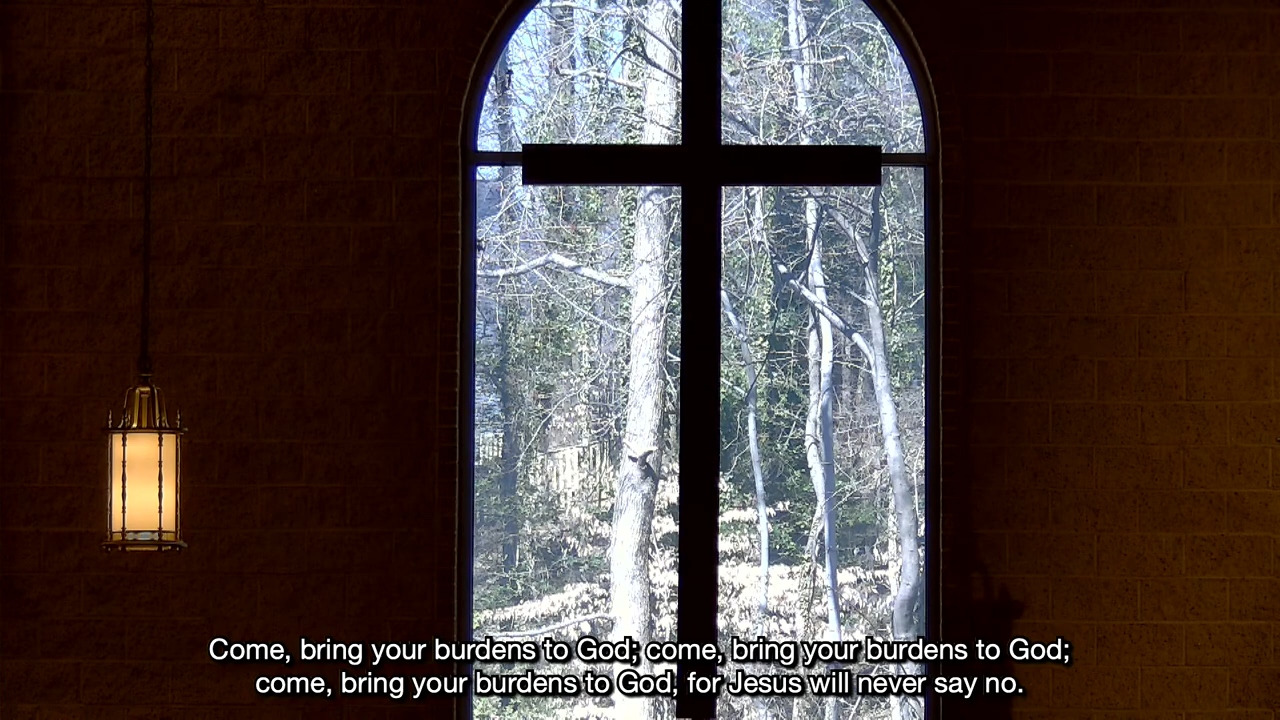 Come, bring your burdens to God; come, bring your burdens to God;
come, bring your burdens to God, for Jesus will never say no.